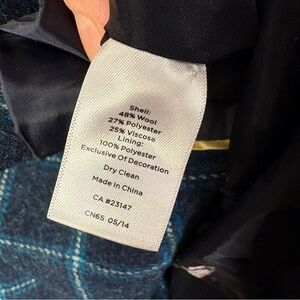 Shell:
48% Wool
27% Polyester
25% Viscose
Lining:
100% Polyester
Exclusive Of Decoration
Dry Clean
Made in China
CA #23147
CN65 05/14